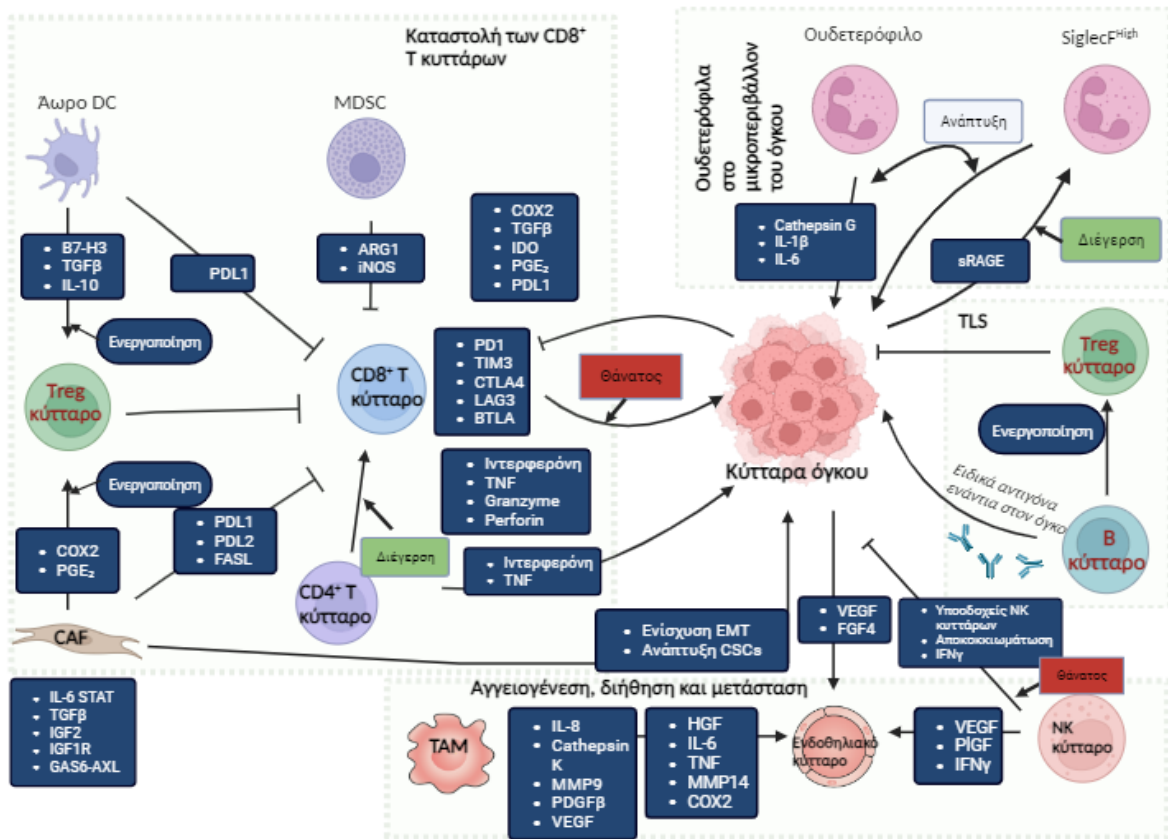 Καταστολή των CD8⁺
Τ κυττάρων
Άωρο DC
MDSC
B7-H3
TGFβ
IL-10
PDL1
ARG1
iNOS
COX2
TGFβ
IDO
PGE₂
PDL1
Ενεργοποίηση
Treg
κύτταρο
CD8⁺ T
κύτταρο
PD1
TIM3
CTLA4
LAG3
BTLA
Θάνατος
Ενεργοποίηση
COX2
PGE₂
PDL1
PDL2
FASL
Ιντερφερόνη
TNF
Granzyme
Perforin
Διέγερση
CD4⁺ T
κύτταρο
Ιντερφερόνη
TNF
CAF
Ενίσχυση EMT
Ανάπτυξη CSCs
IL-6 STAT
TGFβ
IGF2
IGF1R
GAS6-AXL
Ουδετερόφιλα
στο
μικροπεριβάλλον
του όγκου
Ουδετερόφιλο
SiglecF^High
Ανάπτυξη
Cathepsin G
IL-1β
IL-6
sRAGE
Διέγερση
Κύτταρα όγκου
TLS
Treg
κύτταρο
Ενεργοποίηση
Ειδικά αντιγόνα
ενάντια στον όγκο
B
κύτταρο
VEGF
FGF4
Υποδοχείς NK
κυττάρων
Αποκοκκιωμάτωση
IFNγ
Θάνατος
NK
κύτταρο
Αγγειογένεση, διήθηση και μετάσταση
TAM
IL-8
Cathepsin
K
MMP9
PDGFβ
VEGF
HGF
IL-6
TNF
MMP14
COX2
Ενδοθηλιακό
κύτταρο
VEGF
PlGF
IFNγ